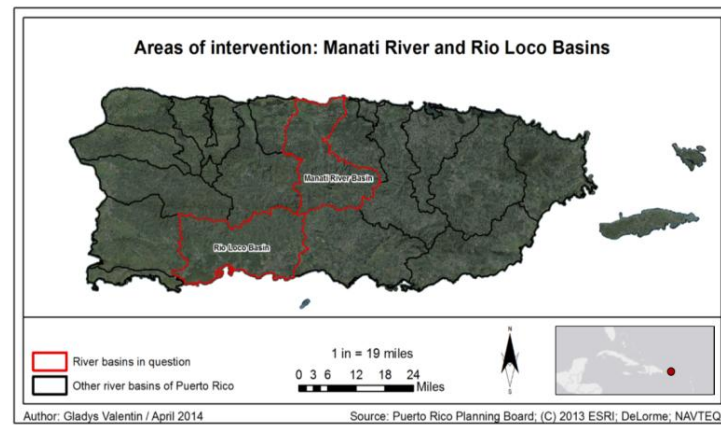 Areas of intervention: Manati River and Rio Loco Basins
Manati River Basin
Rio Loco Basin
N
S
River basins in question
Other river basins of Puerto Rico
1 in = 19 miles
0 3 6 12 18 24
Miles
Author: Gladys Valentin / April 2014
Source: Puerto Rico Planning Board; (C) 2013 ESRI; DeLorme; NAVTEQ